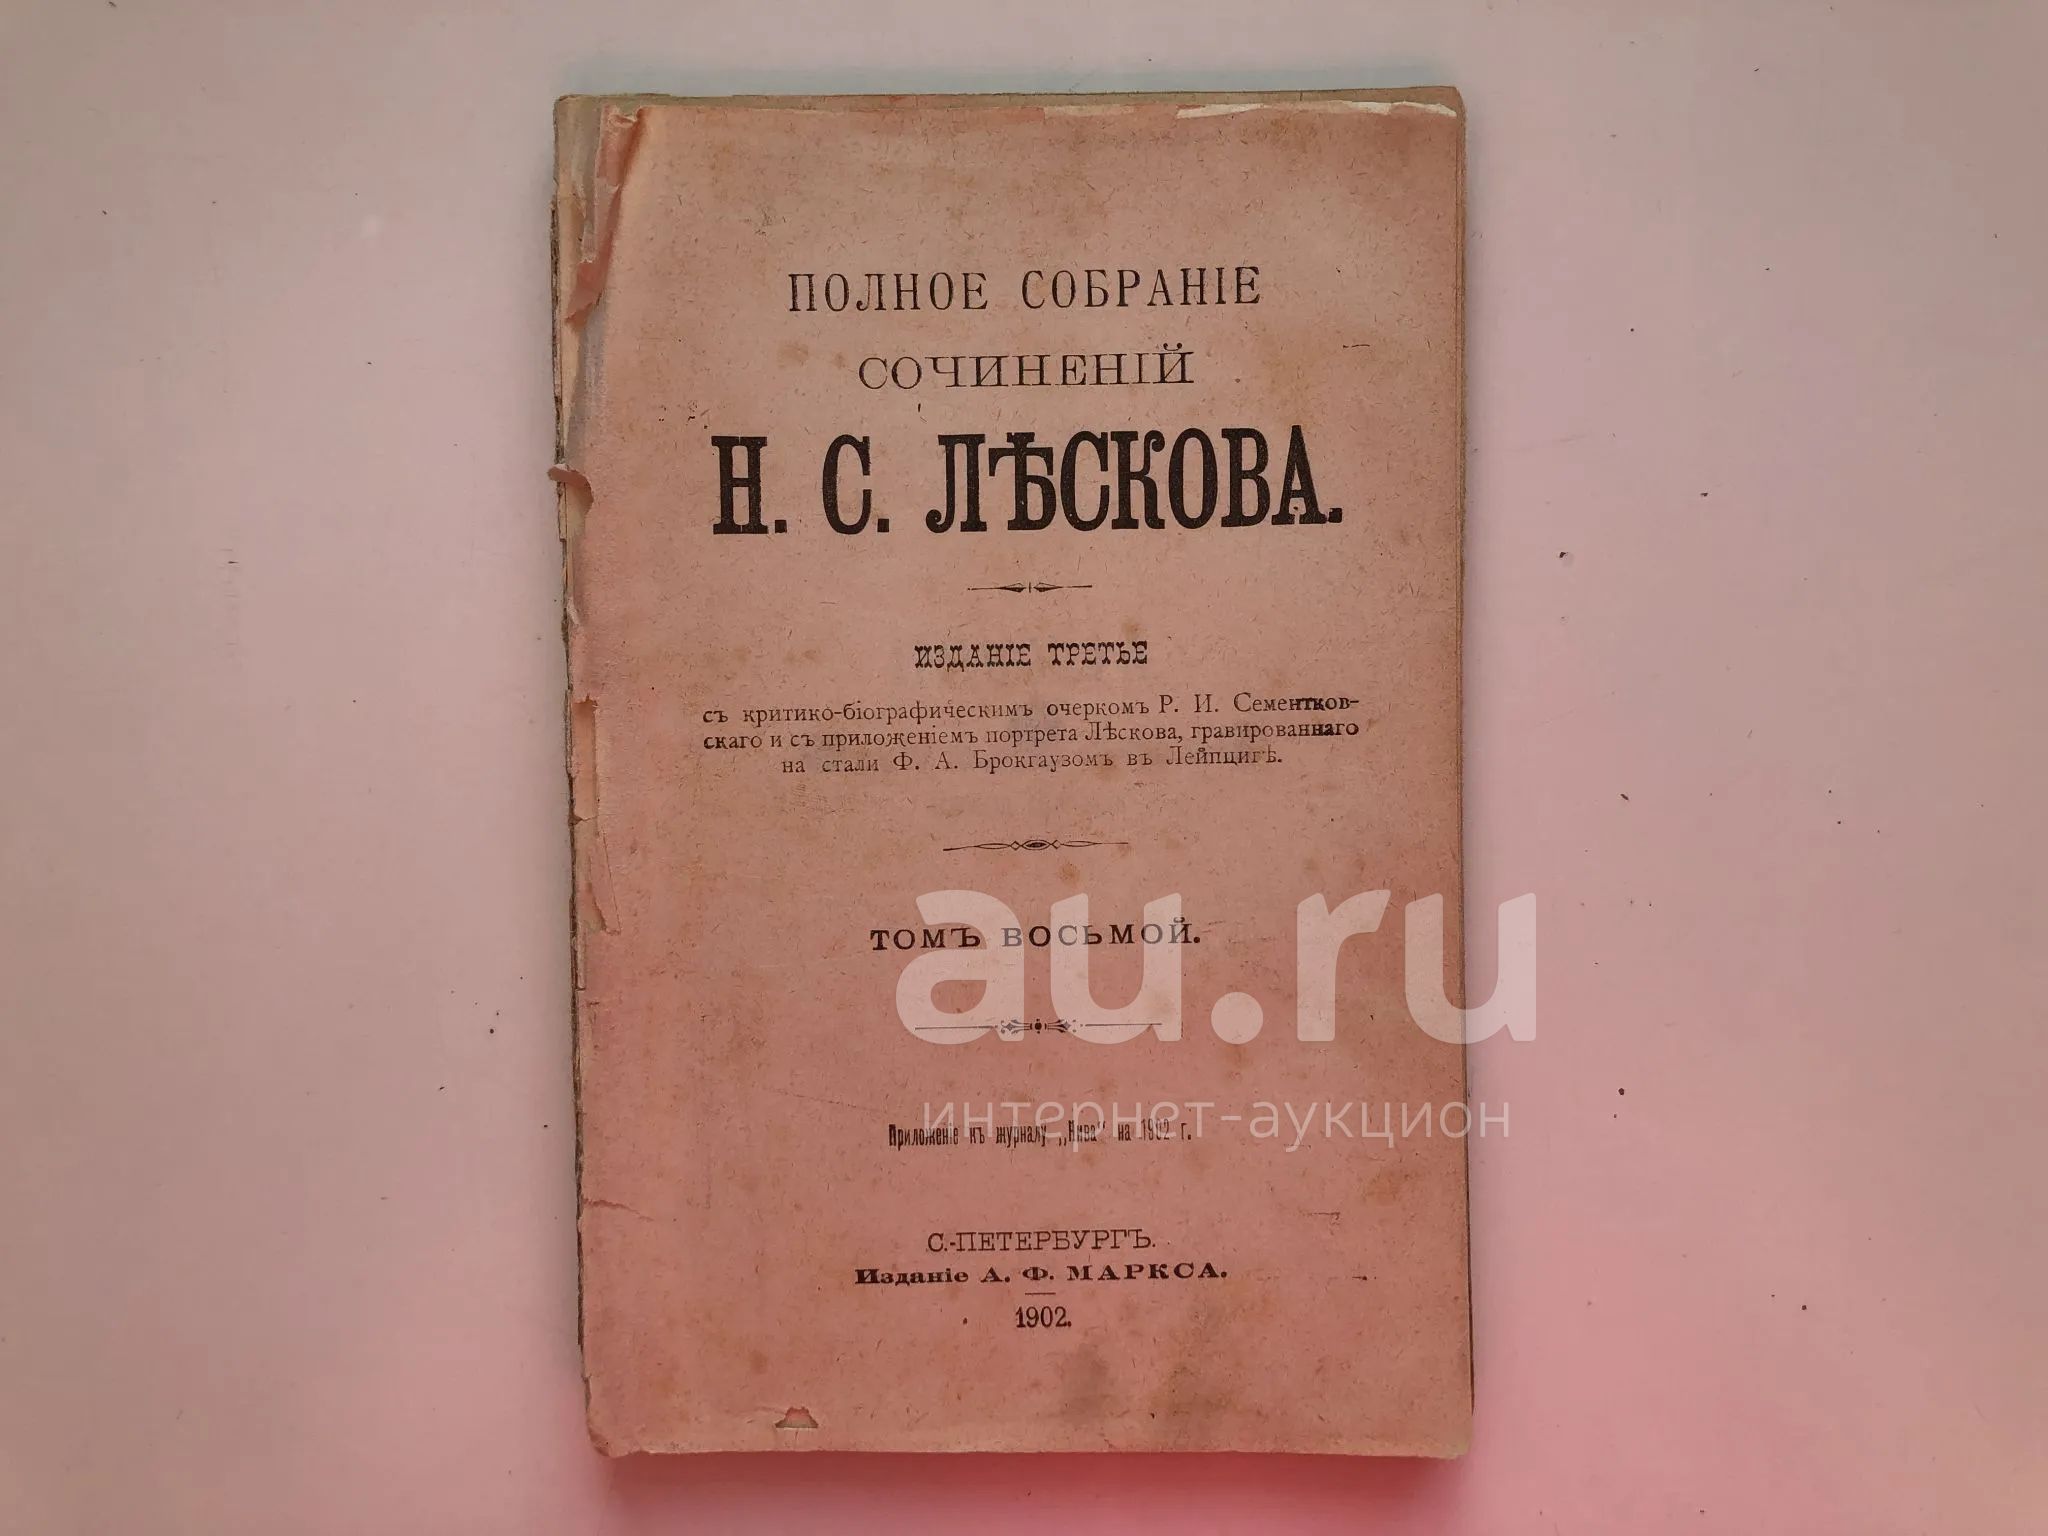 ПОЛНОЕ СОБРАНІЕ
СОЧИНЕНІЙ
Н. С. ЛѢСКОВА.
ИЗДАНІЕ ТРЕТЬЕ
съ критико-біографическимъ очеркомъ Р. И. Сементков-
скаго и съ приложеніемъ портрета Лѣскова, гравированнаго
на стали Ф. А. Брокгаузомъ въ Лейпцигѣ.
ТОМЪ ВОСЬМОЙ.
au.ru
интернет-аукцион
Приложеніе къ журналу „Нива“ на 1902 г.
С.-ПЕТЕРБУРГЪ.
Изданіе А. Ф. МАРКСА.
1902.